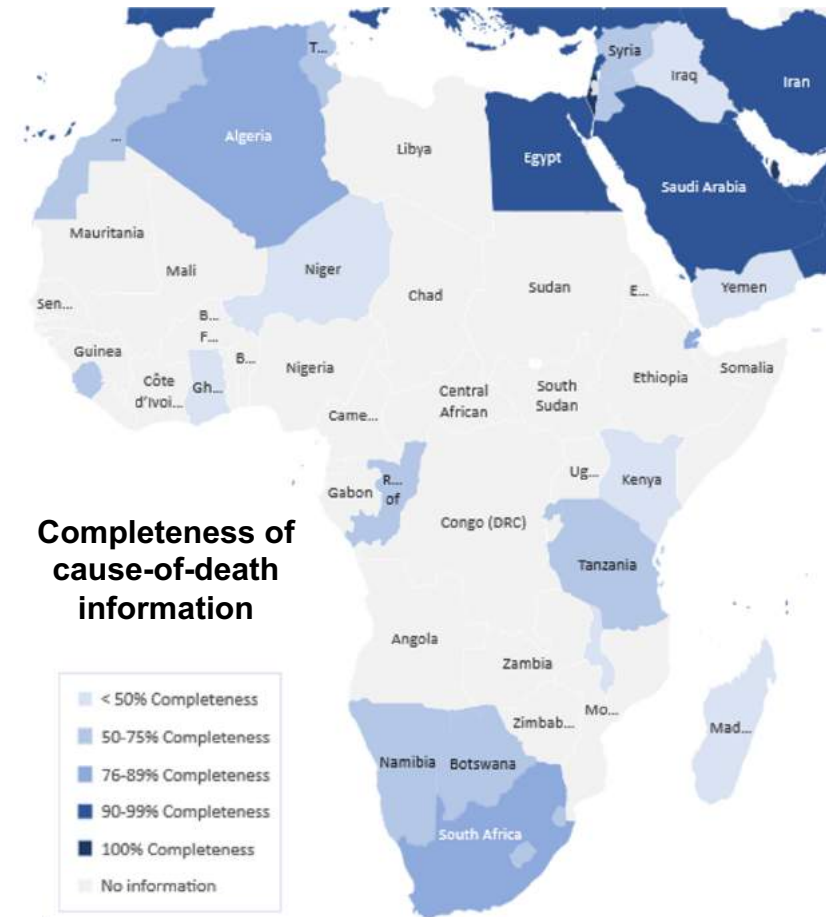 T...
Syria
Iraq
Iran
...
Algeria
Libya
Egypt
Saudi Arabia
Mauritania
Mali
Niger
Chad
Sudan
E...
Yemen
Sen...
B...
F...
Guinea
B...
Nigeria
Côte
d'Ivoi...
Gh...
Ethiopia
Somalia
Central
African
South
Sudan
Came...
Ug...
Kenya
Gabon
R...
of
Congo (DRC)
Tanzania
Completeness of
cause-of-death
information
Angola
Zambia
Mo...
Zimbab...
Mad...
Namibia
Botswana
South Africa
< 50% Completeness
50-75% Completeness
76-89% Completeness
90-99% Completeness
100% Completeness
No information